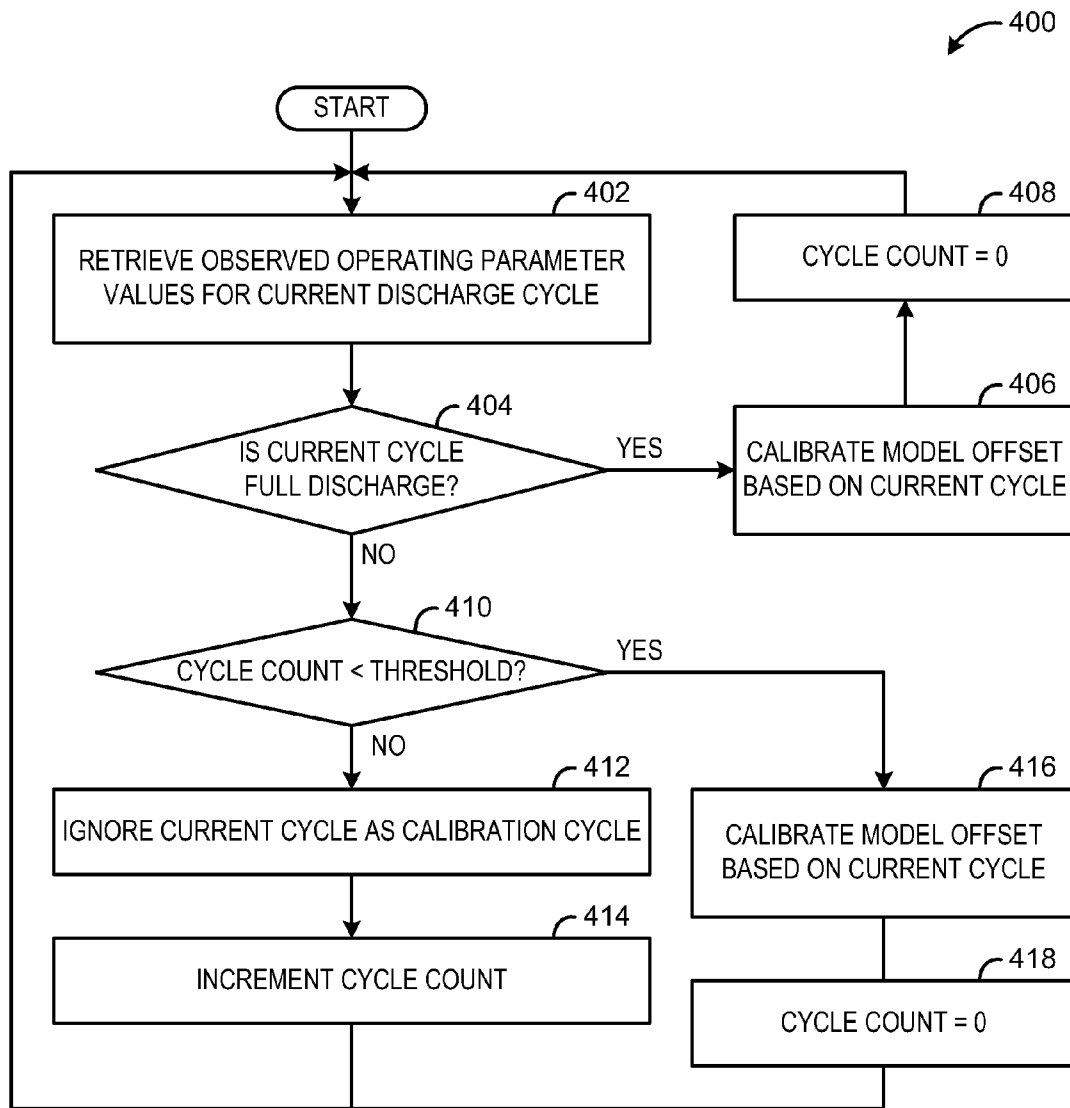 400
START
402
RETRIEVE OBSERVED OPERATING PARAMETER
VALUES FOR CURRENT DISCHARGE CYCLE
408
CYCLE COUNT = 0
404
IS CURRENT CYCLE
FULL DISCHARGE?
YES
406
CALIBRATE MODEL OFFSET
BASED ON CURRENT CYCLE
NO
410
CYCLE COUNT < THRESHOLD?
YES
NO
412
IGNORE CURRENT CYCLE AS CALIBRATION CYCLE
416
CALIBRATE MODEL OFFSET
BASED ON CURRENT CYCLE
414
INCREMENT CYCLE COUNT
418
CYCLE COUNT = 0